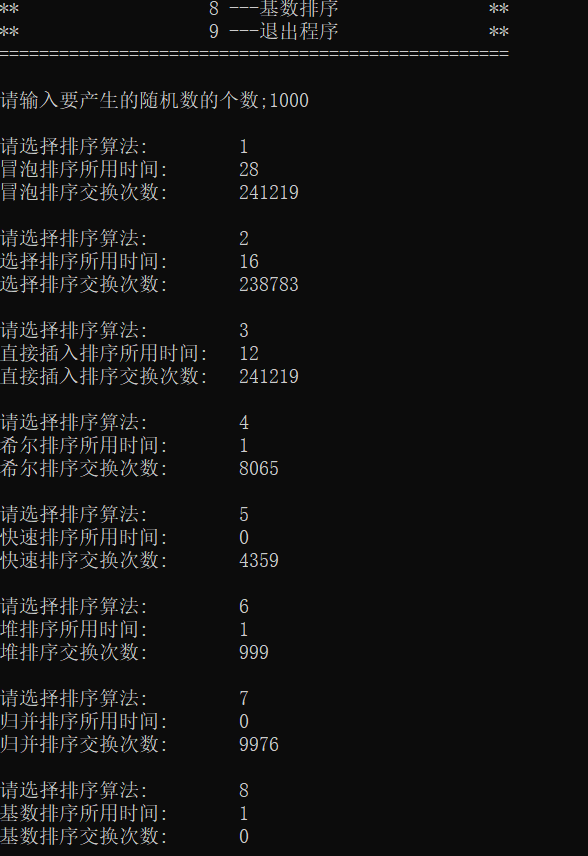 **                   8 ---基数排序               **
**                   9 ---退出程序               **
===================================================
请输入要产生的随机数的个数;1000
请选择排序算法:         1
冒泡排序所用时间:       28
冒泡排序交换次数:       241219
请选择排序算法:         2
选择排序所用时间:       16
选择排序交换次数:       238783
请选择排序算法:         3
直接插入排序所用时间:   12
直接插入排序交换次数:   241219
请选择排序算法:         4
希尔排序所用时间:       1
希尔排序交换次数:       8065
请选择排序算法:         5
快速排序所用时间:       0
快速排序交换次数:       4359
请选择排序算法:         6
堆排序所用时间:         1
堆排序交换次数:         999
请选择排序算法:         7
归并排序所用时间:       0
归并排序交换次数:       9976
请选择排序算法:         8
基数排序所用时间:       1
基数排序交换次数:       0